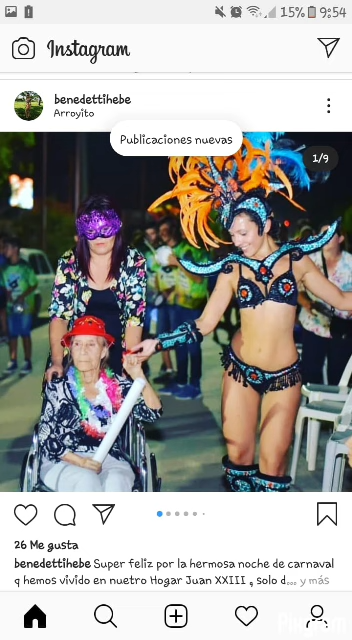 15% 9:54
Instagram
benedettihebe
Arroyito
Publicaciones nuevas
1/9
26 Me gusta
benedettihebe Super feliz por la hermosa noche de carnaval
q hemos vivido en nuetro Hogar Juan XXIII , solo d... y más